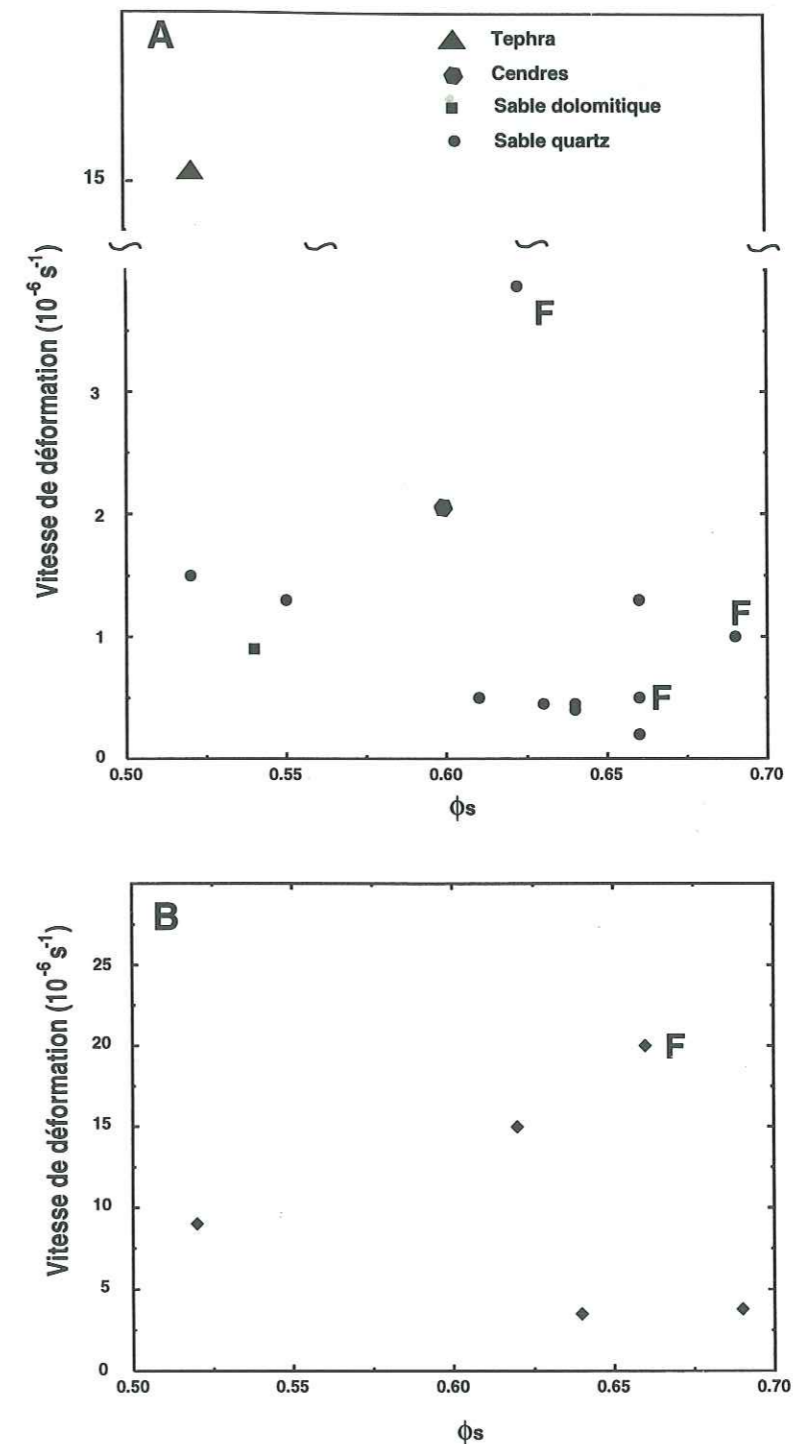 A
Tephra
Cendres
Sable dolomitique
Sable quartz
15
Vitesse de déformation (10⁻⁶ s⁻¹)
F
3
2
F
1
F
0
0.50 0.55 0.60 0.65 0.70
ϕs
B
Vitesse de déformation (10⁻⁶ s⁻¹)
25
20
F
15
10
5
0
0.50 0.55 0.60 0.65 0.70
ϕs